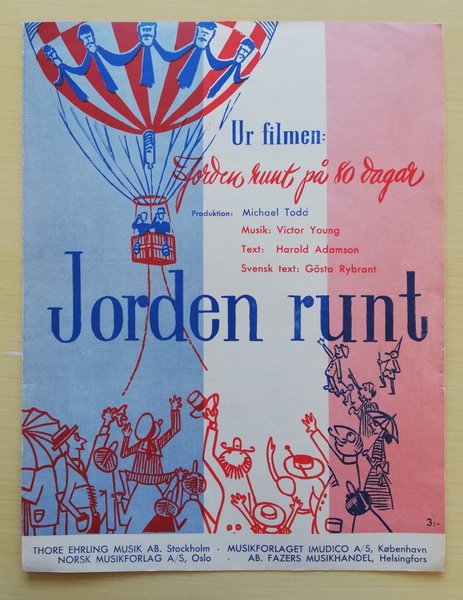 Ur filmen:
Jorden runt på 80 dagar
Produktion: Michael Todd
Musik: Victor Young
Text: Harold Adamson
Svensk text: Gösta Rybrant
Jorden runt
3:-
THORE EHRLING MUSIK AB. Stockholm · MUSIKFORLAGET IMUDICO A/S, København
NORSK MUSIKFORLAG A/S, Oslo · AB. FAZERS MUSIKHANDEL, Helsingfors